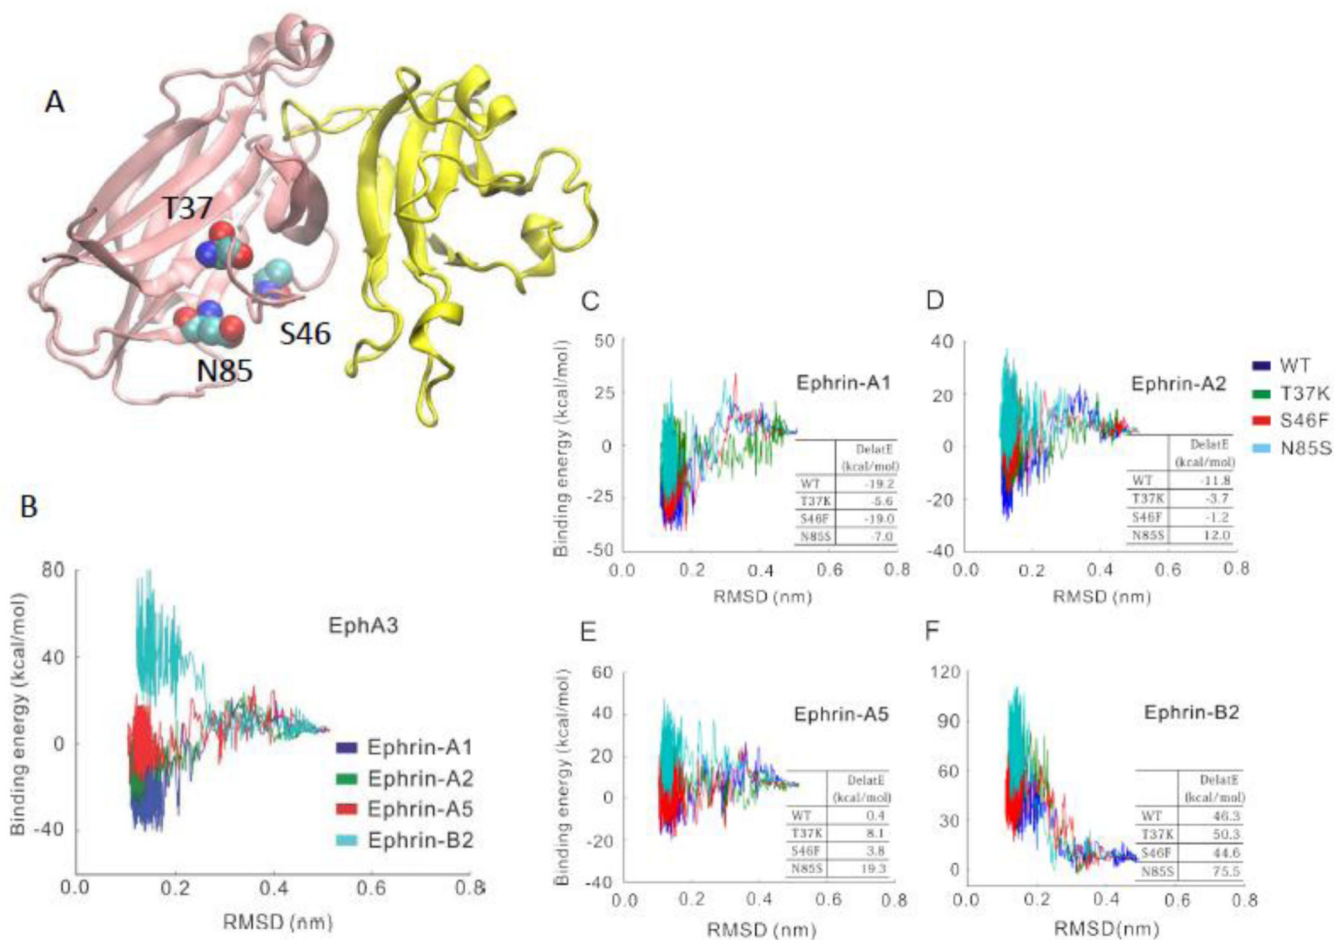 A
T37
S46
N85
B
80
40
0
-40
Binding energy (kcal/mol)
EphA3
Ephrin-A1
Ephrin-A2
Ephrin-A5
Ephrin-B2
0.0 0.2 0.4 0.6 0.8
RMSD (nm)
C
50
25
0
-25
-50
Binding energy (kcal/mol)
Ephrin-A1
DelatE
(kcal/mol)
WT -19.2
T37K -5.6
S46F -19.0
N85S -7.0
0.0 0.2 0.4 0.6 0.8
RMSD (nm)
D
40
20
0
-20
-40
Ephrin-A2
DelatE
(kcal/mol)
WT -11.8
T37K -3.7
S46F -1.2
N85S 12.0
0.0 0.2 0.4 0.6 0.8
RMSD (nm)
WT
T37K
S46F
N85S
E
60
40
20
0
-20
-40
Binding energy (kcal/mol)
Ephrin-A5
DelatE
(kcal/mol)
WT 0.4
T37K 8.1
S46F 3.8
N85S 19.3
0.0 0.2 0.4 0.6 0.8
RMSD (nm)
F
120
90
60
30
0
Ephrin-B2
DelatE
(kcal/mol)
WT 46.3
T37K 50.3
S46F 44.6
N85S 75.5
0.0 0.2 0.4 0.6 0.8
RMSD(nm)